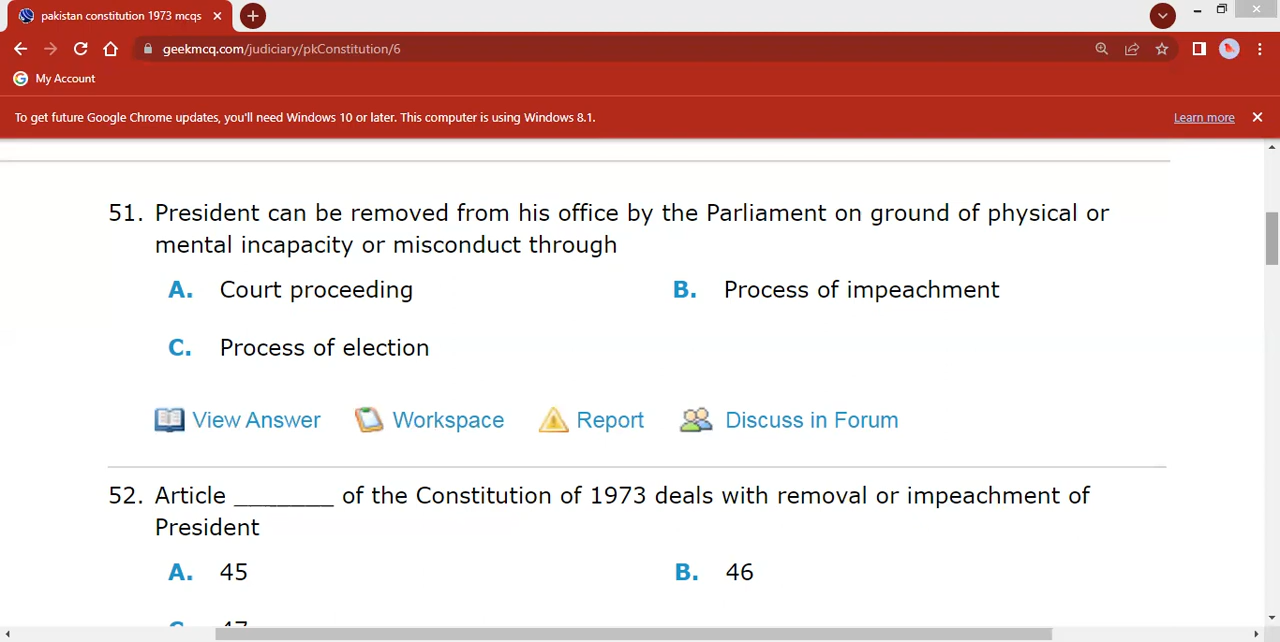 pakistan constitution 1973 mcqs
geekmcq.com/judiciary/pkConstitution/6
My Account
To get future Google Chrome updates, you'll need Windows 10 or later. This computer is using Windows 8.1.
Learn more
51. President can be removed from his office by the Parliament on ground of physical or
mental incapacity or misconduct through
A. Court proceeding
B. Process of impeachment
C. Process of election
View Answer
Workspace
Report
Discuss in Forum
52. Article _______ of the Constitution of 1973 deals with removal or impeachment of
President
A. 45
B. 46
C. 47